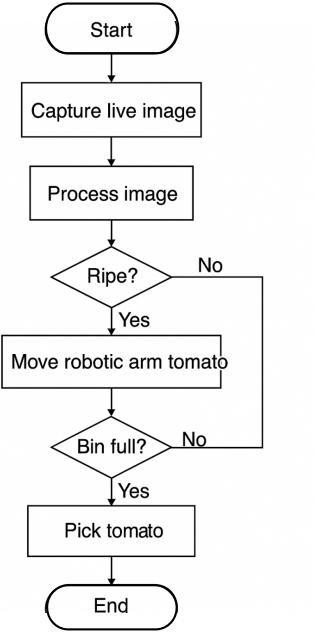 Start
Capture live image
Process image
Ripe?
No
Yes
Move robotic arm tomato
Bin full?
No
Yes
Pick tomato
End